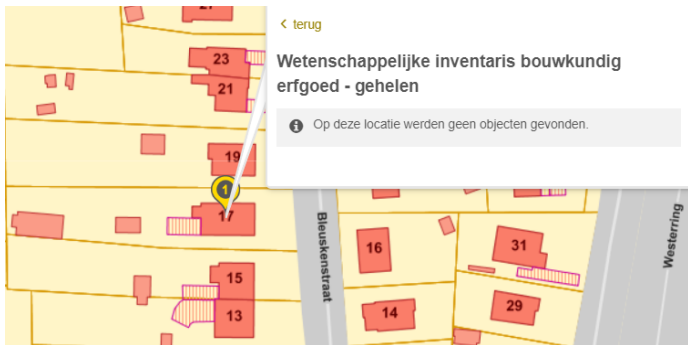 < terug
Wetenschappelijke inventaris bouwkundig
erfgoed - gehelen
Op deze locatie werden geen objecten gevonden.
23
21
19
1
17
15
13
Bleuskenstraat
16
14
31
29
Westerring